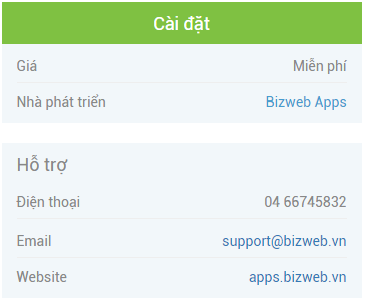 Cài đặt
Giá Miễn phí
Nhà phát triển Bizweb Apps
Hỗ trợ
Điện thoại 04 66745832
Email support@bizweb.vn
Website apps.bizweb.vn